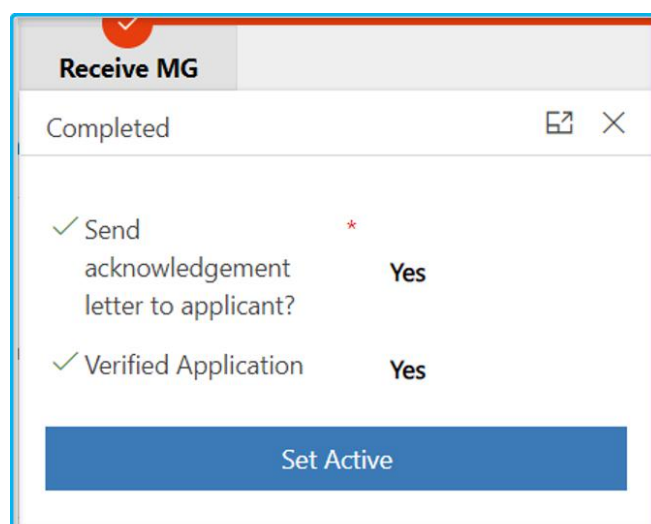 Receive MG
Completed
Send *
acknowledgement Yes
letter to applicant?
Verified Application Yes
Set Active